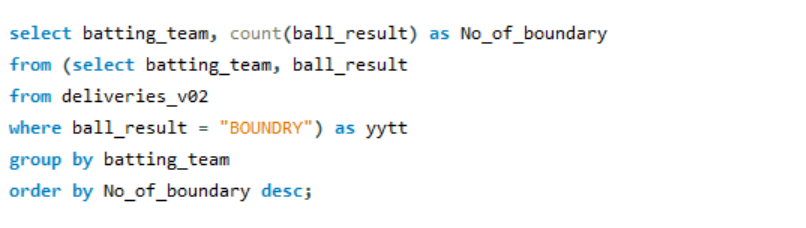 select batting_team, count(ball_result) as No_of_boundary
from (select batting_team, ball_result
from deliveries_v02
where ball_result = "BOUNDRY") as yytt
group by batting_team
order by No_of_boundary desc;